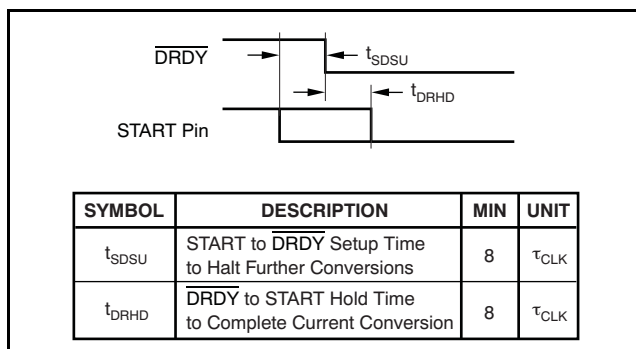 DRDY
tSDSU
tDRHD
START Pin
SYMBOL DESCRIPTION MIN UNIT
tSDSU START to DRDY Setup Time to Halt Further Conversions 8 τCLK
tDRHD DRDY to START Hold Time to Complete Current Conversion 8 τCLK